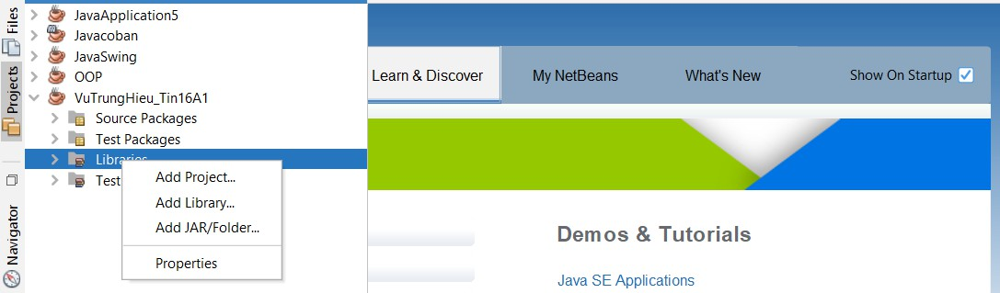 Files
Projects
Navigator
JavaApplication5
Javacoban
JavaSwing
OOP
VuTrungHieu_Tin16A1
Source Packages
Test Packages
Libraries
Test
Add Project...
Add Library...
Add JAR/Folder...
Properties
Learn & Discover
My NetBeans
What's New
Show On Startup
Demos & Tutorials
Java SE Applications